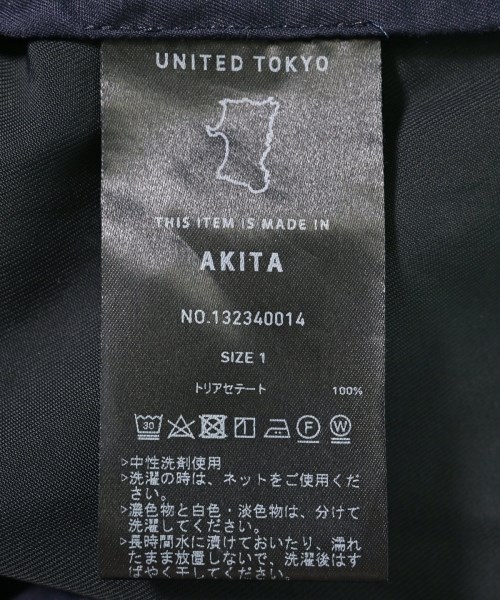 UNITED TOKYO
THIS ITEM IS MADE IN
AKITA
NO.132340014
SIZE 1
トリアセテート 100%
30 F W
>中性洗剤使用
>洗濯の時は、ネットをご使用くだ
さい。
>濃色物と白色・淡色物は、分けて
洗濯してください。
>長時間水に漬けておいたり、濡れ
たまま放置しないで、洗濯後はす
ばやく干してください。